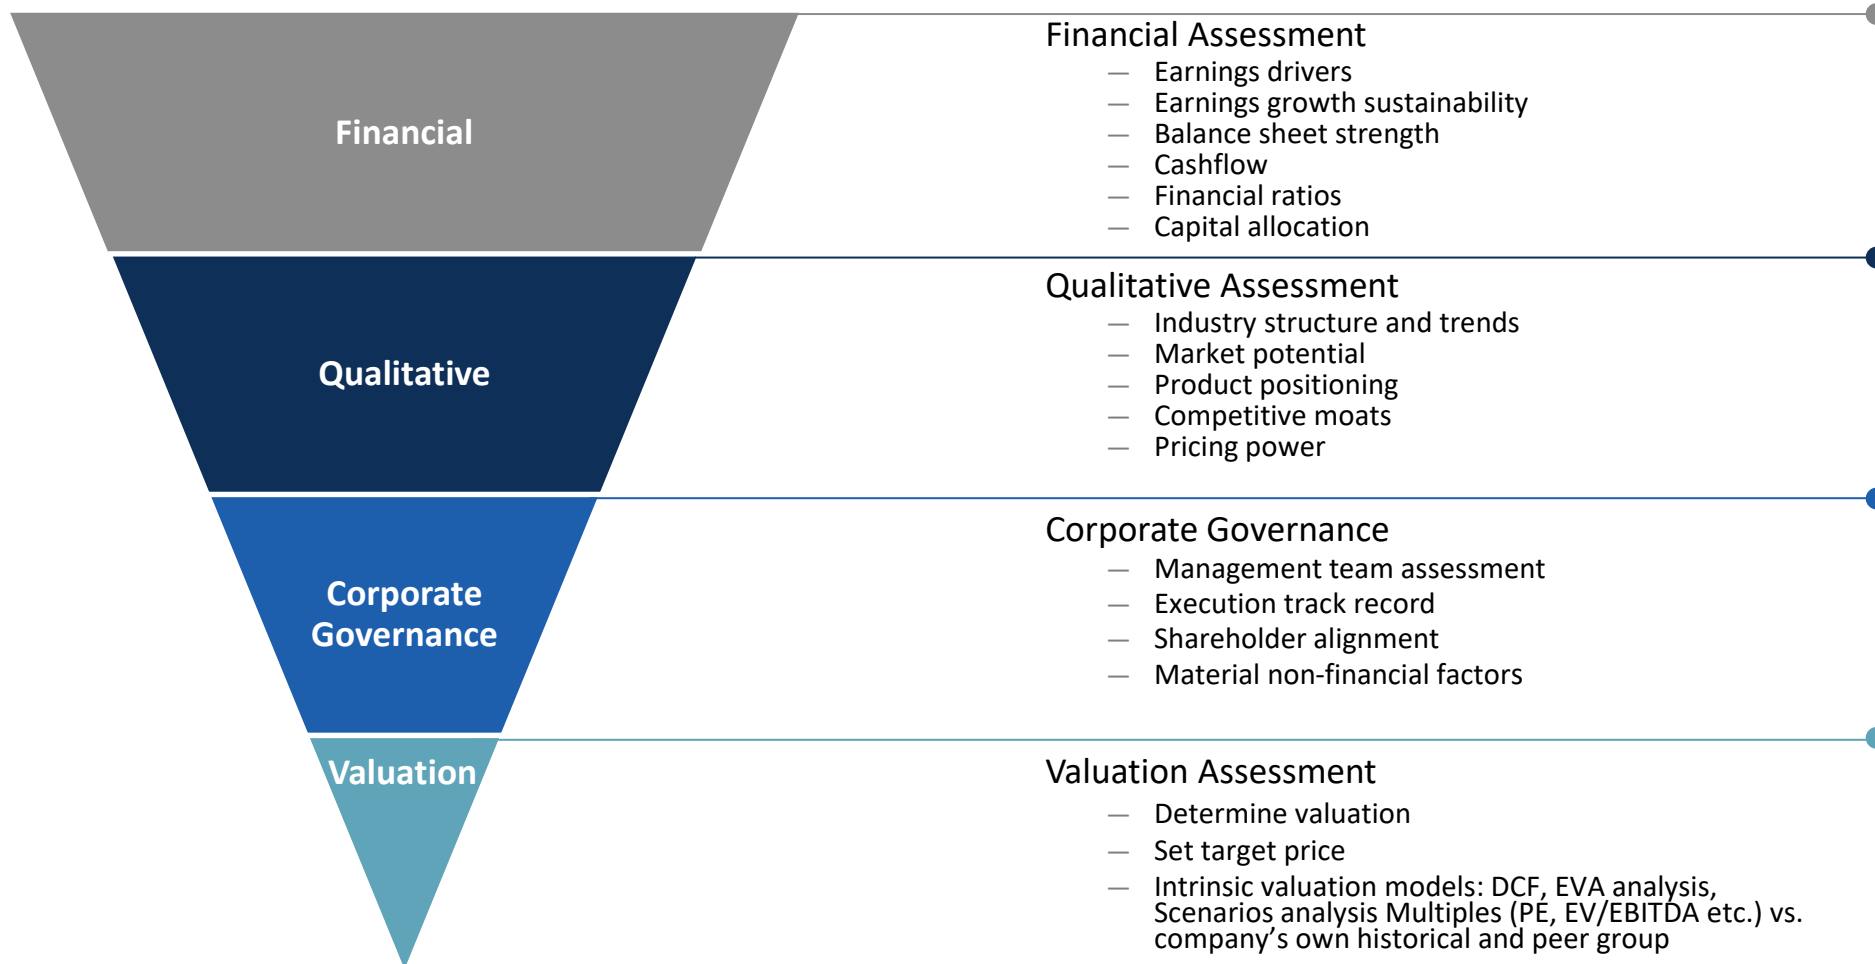 Financial
Financial Assessment
— Earnings drivers
— Earnings growth sustainability
— Balance sheet strength
— Cashflow
— Financial ratios
— Capital allocation
Qualitative
Qualitative Assessment
— Industry structure and trends
— Market potential
— Product positioning
— Competitive moats
— Pricing power
Corporate
Governance
Corporate Governance
— Management team assessment
— Execution track record
— Shareholder alignment
— Material non-financial factors
Valuation
Valuation Assessment
— Determine valuation
— Set target price
— Intrinsic valuation models: DCF, EVA analysis,
Scenarios analysis Multiples (PE, EV/EBITDA etc.) vs.
company’s own historical and peer group